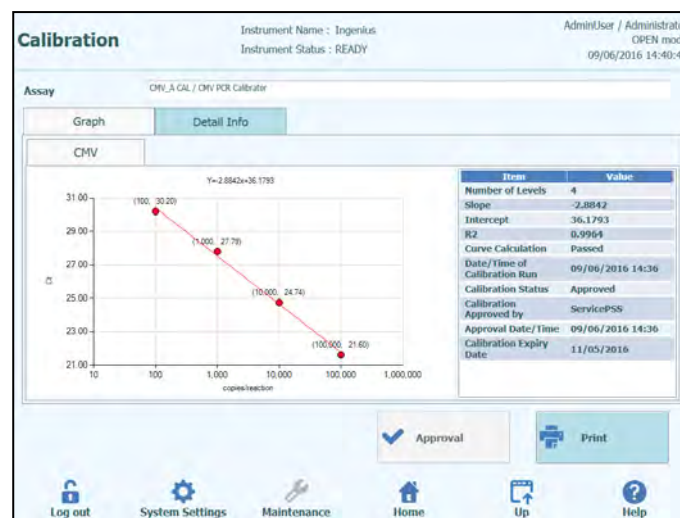 Calibration
Instrument Name : Ingenius
Instrument Status : READY
AdminUser / Administrat
OPEN mod
09/06/2016 14:40:4
Assay
CMV_A CAL / CMV PCR Calibrator
Graph
Detail Info
CMV
Y=-2.8842x+36.1793
31.00
29.00
27.00
25.00
23.00
21.00
Ct
(100, 30.20)
(1,000, 27.78)
(10,000, 24.74)
(100,000, 21.60)
10
100
1,000
10,000
100,000
1,000,000
copies/reaction
Item Value
Number of Levels 4
Slope -2.8842
Intercept 36.1793
R2 0.9964
Curve Calculation Passed
Date/Time of
Calibration Run 09/06/2016 14:36
Calibration Status Approved
Calibration
Approved by ServicePSS
Approval Date/Time 09/06/2016 14:36
Calibration Expiry
Date 11/05/2016
Approval
Print
Log out
System Settings
Maintenance
Home
Up
Help